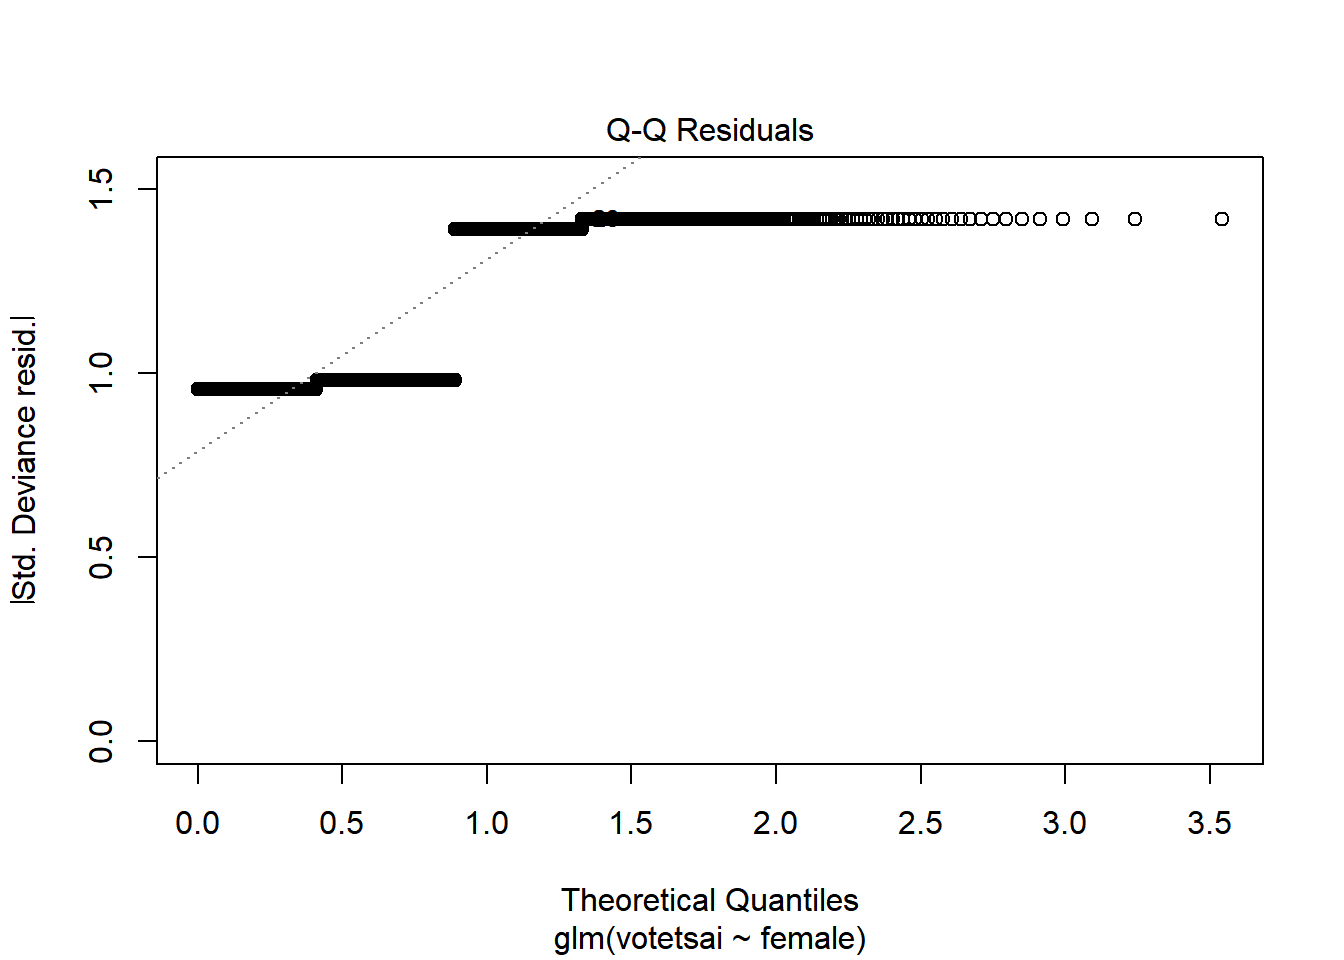 Q-Q Residuals
|Std. Deviance resid.|
1.5
1.0
0.5
0.0
0.0 0.5 1.0 1.5 2.0 2.5 3.0 3.5
Theoretical Quantiles
glm(votetsai ~ female)